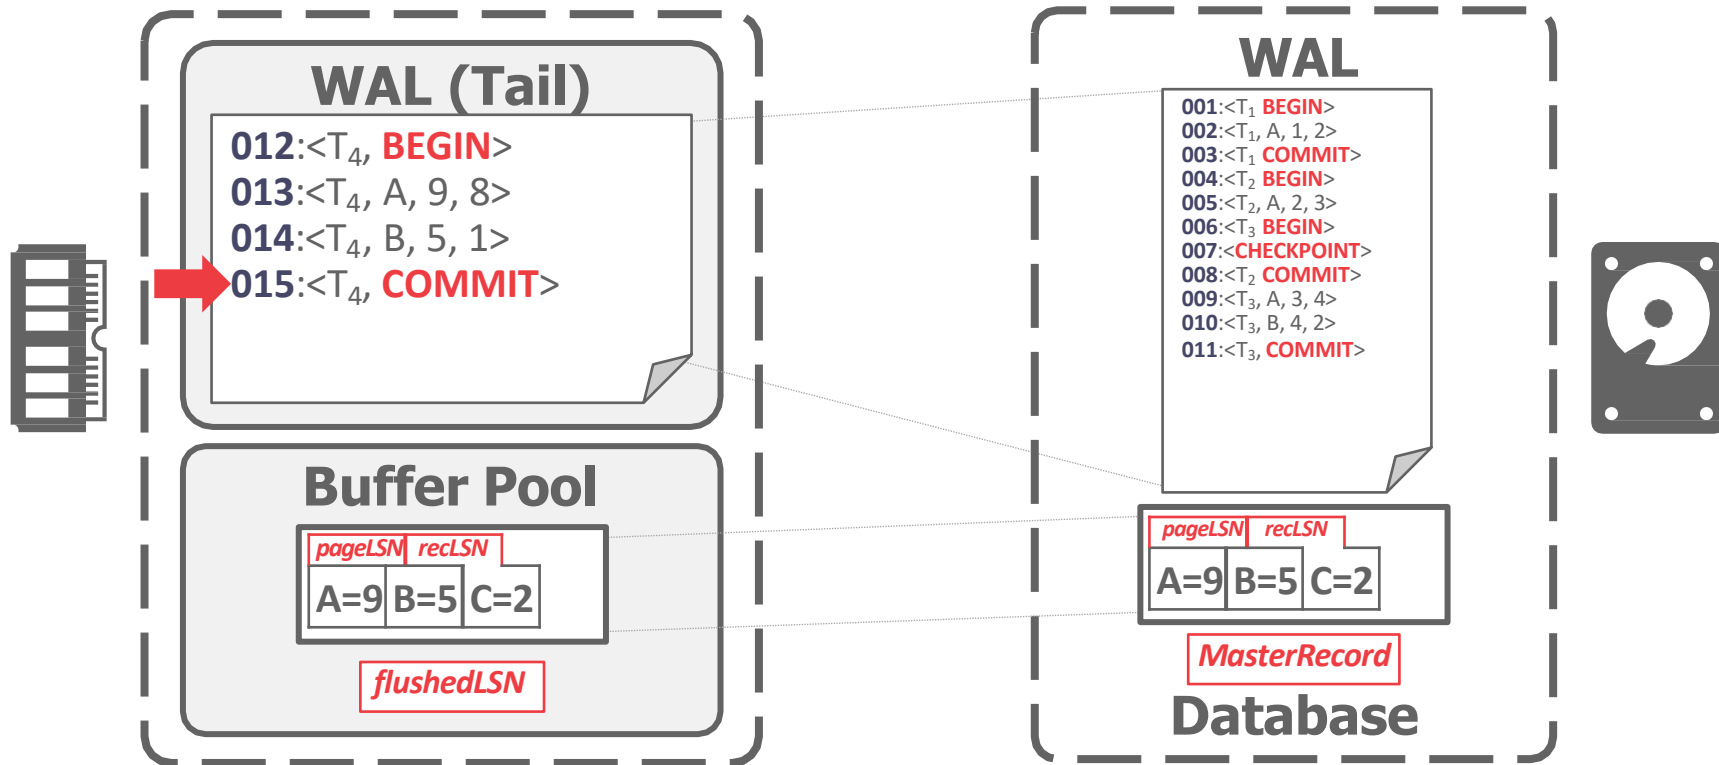 WAL (Tail)
012:<T4, BEGIN>
013:<T4, A, 9, 8>
014:<T4, B, 5, 1>
015:<T4, COMMIT>
Buffer Pool
pageLSN recLSN
A=9 B=5 C=2
flushedLSN
WAL
001:<T1 BEGIN>
002:<T1, A, 1, 2>
003:<T1 COMMIT>
004:<T2 BEGIN>
005:<T2, A, 2, 3>
006:<T3 BEGIN>
007:<CHECKPOINT>
008:<T2 COMMIT>
009:<T3, A, 3, 4>
010:<T3, B, 4, 2>
011:<T3, COMMIT>
pageLSN recLSN
A=9 B=5 C=2
MasterRecord
Database